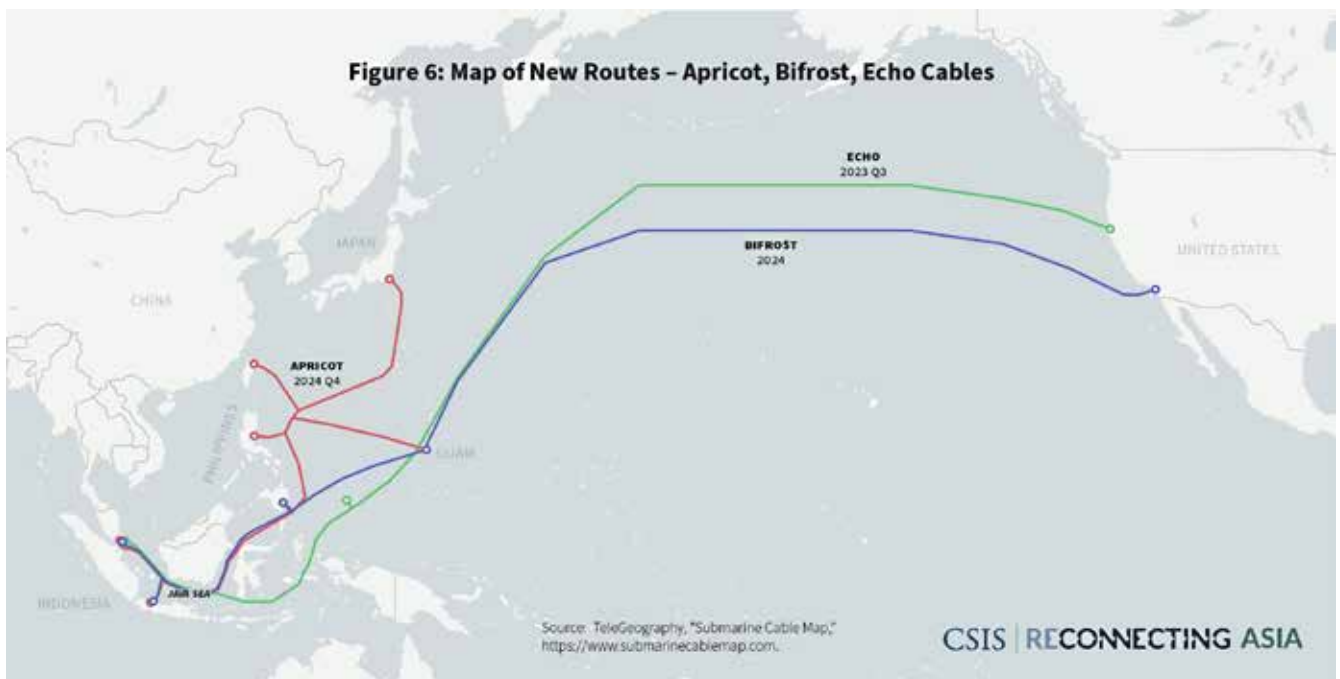 Figure 6: Map of New Routes – Apricot, Bifrost, Echo Cables
ECHO
2023 Q3
JAPAN
BIFROST
2024
UNITED STATES
CHINA
APRICOT
2024 Q4
PHILIPPINES
GUAM
INDONESIA
JAVA SEA
Source: TeleGeography, "Submarine Cable Map,"
https://www.submarinecablemap.com.
CSIS | RECONNECTING ASIA